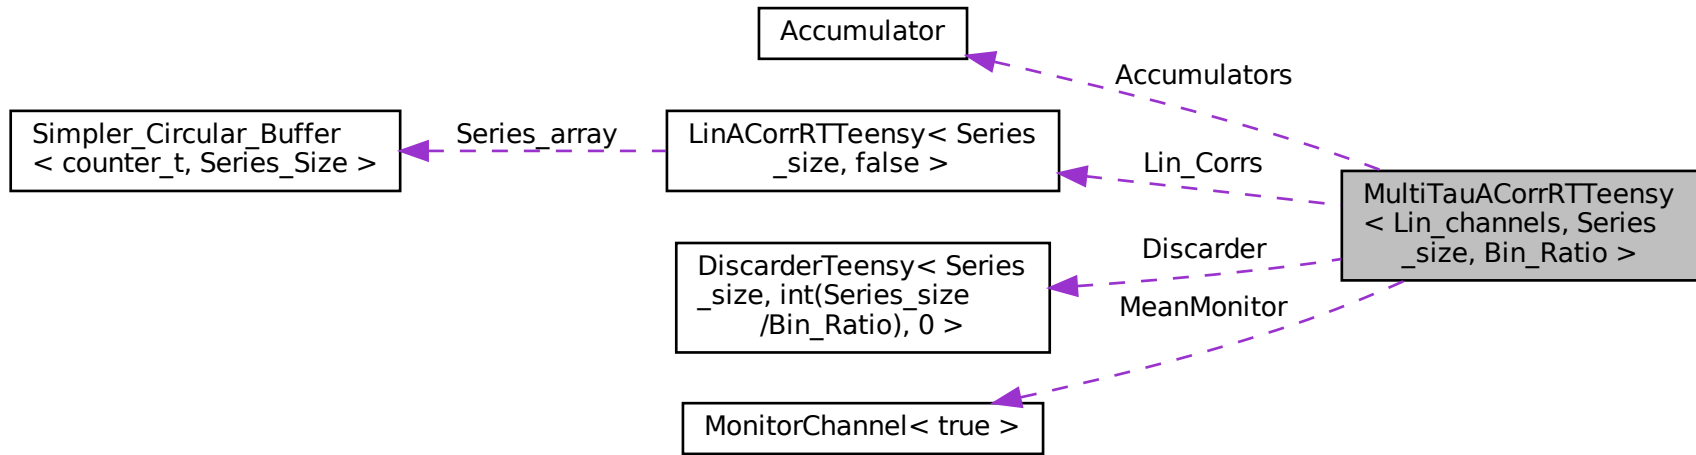 Accumulator
Accumulators
Simpler_Circular_Buffer
< counter_t, Series_Size >
Series_array
LinACorrRTTeensy< Series
_size, false >
Lin_Corrs
MultiTauACorrRTTeensy
< Lin_channels, Series
_size, Bin_Ratio >
DiscarderTeensy< Series
_size, int(Series_size
/Bin_Ratio), 0 >
Discarder
MeanMonitor
MonitorChannel< true >